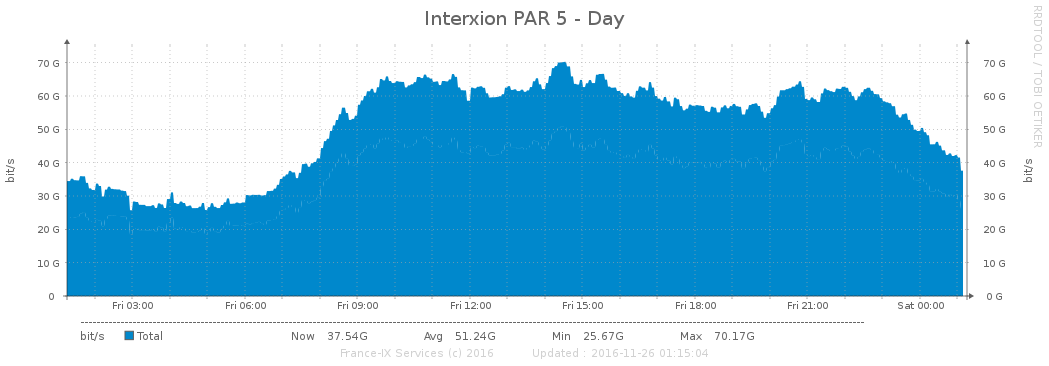 Interxion PAR 5 - Day
RRDTOOL / TOBI OETIKER
bit/s
70 G 70 G
60 G 60 G
50 G 50 G
40 G 40 G
30 G 30 G
20 G 20 G
10 G 10 G
0 0 G
bit/s
Fri 03:00 Fri 06:00 Fri 09:00 Fri 12:00 Fri 15:00 Fri 18:00 Fri 21:00 Sat 00:00
bit/s Total Now 37.54G Avg 51.24G Min 25.67G Max 70.17G
France-IX Services (c) 2016 Updated : 2016-11-26 01:15:04